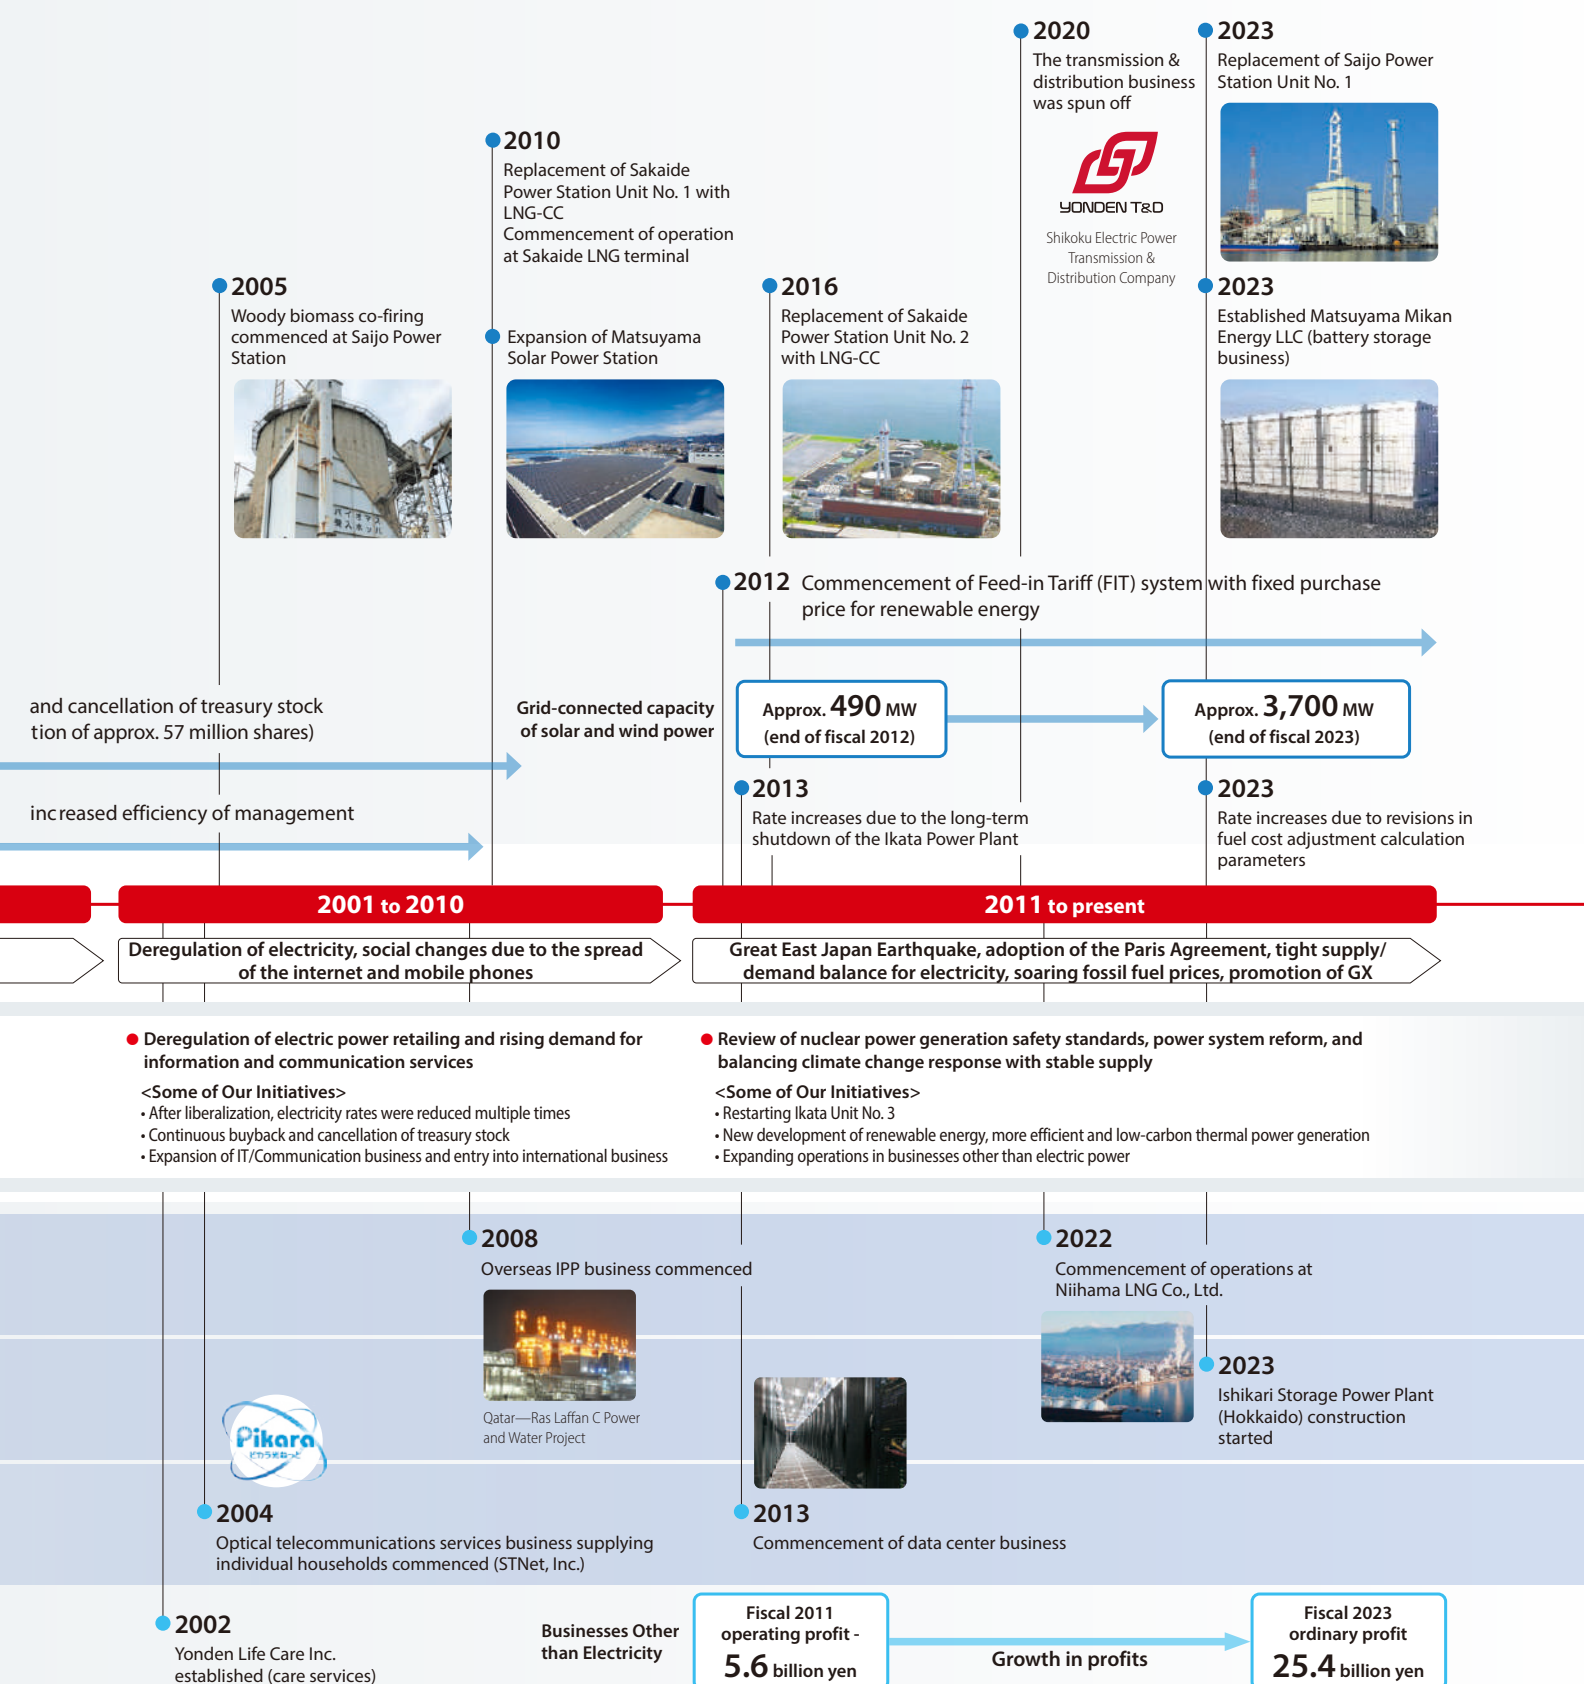 2020
The transmission &
distribution business
was spun off
YONDEN T&D
Shikoku Electric Power
Transmission &
Distribution Company
2023
Replacement of Saijo Power
Station Unit No. 1
2010
Replacement of Sakaide
Power Station Unit No. 1 with
LNG-CC
Commencement of operation
at Sakaide LNG terminal
2005
Woody biomass co-firing
commenced at Saijo Power
Station
Expansion of Matsuyama
Solar Power Station
2016
Replacement of Sakaide
Power Station Unit No. 2
with LNG-CC
2023
Established Matsuyama Mikan
Energy LLC (battery storage
business)
2012 Commencement of Feed-in Tariff (FIT) system with fixed purchase
price for renewable energy
and cancellation of treasury stock
tion of approx. 57 million shares)
Grid-connected capacity
of solar and wind power
Approx. 490 MW
(end of fiscal 2012)
Approx. 3,700 MW
(end of fiscal 2023)
increased efficiency of management
2013
Rate increases due to the long-term
shutdown of the Ikata Power Plant
2023
Rate increases due to revisions in
fuel cost adjustment calculation
parameters
2001 to 2010
2011 to present
Deregulation of electricity, social changes due to the spread
of the internet and mobile phones
Great East Japan Earthquake, adoption of the Paris Agreement, tight supply/
demand balance for electricity, soaring fossil fuel prices, promotion of GX
● Deregulation of electric power retailing and rising demand for
information and communication services
<Some of Our Initiatives>
• After liberalization, electricity rates were reduced multiple times
• Continuous buyback and cancellation of treasury stock
• Expansion of IT/Communication business and entry into international business
● Review of nuclear power generation safety standards, power system reform, and
balancing climate change response with stable supply
<Some of Our Initiatives>
• Restarting Ikata Unit No. 3
• New development of renewable energy, more efficient and low-carbon thermal power generation
• Expanding operations in businesses other than electric power
2008
Overseas IPP business commenced
Qatar—Ras Laffan C Power
and Water Project
2022
Commencement of operations at
Niihama LNG Co., Ltd.
2023
Ishikari Storage Power Plant
(Hokkaido) construction
started
Pikara
ピカラ光ねっと
2004
Optical telecommunications services business supplying
individual households commenced (STNet, Inc.)
2013
Commencement of data center business
2002
Yonden Life Care Inc.
established (care services)
Businesses Other
than Electricity
Fiscal 2011
operating profit -
5.6 billion yen
Growth in profits
Fiscal 2023
ordinary profit
25.4 billion yen